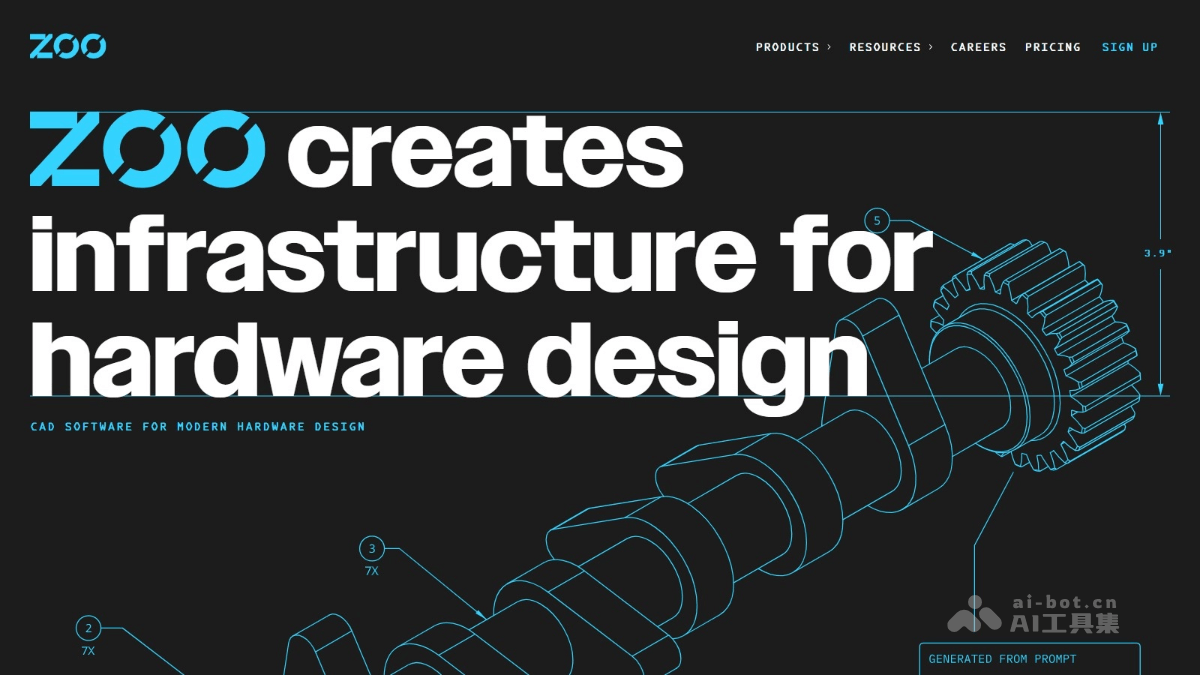 ZOO
PRODUCTS › RESOURCES › CAREERS PRICING SIGN UP
ZOO creates
infrastructure for
hardware design
CAD SOFTWARE FOR MODERN HARDWARE DESIGN
5
3.9"
3
7X
2
7X
ai-bot.cn
AI工具集
GENERATED FROM PROMPT